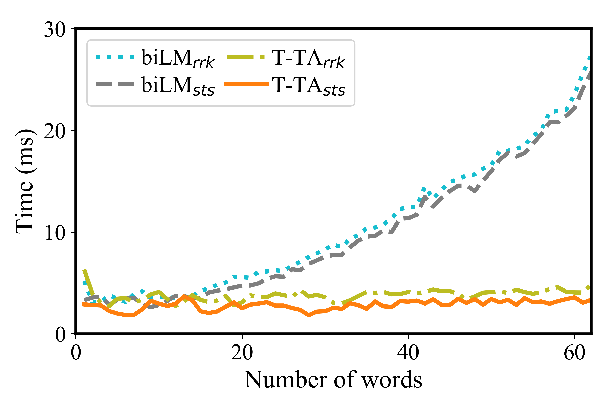 30
20
10
0
Time (ms)
biLMrrk
biLMsts
T-TArrk
T-TAsts
0 20 40 60
Number of words